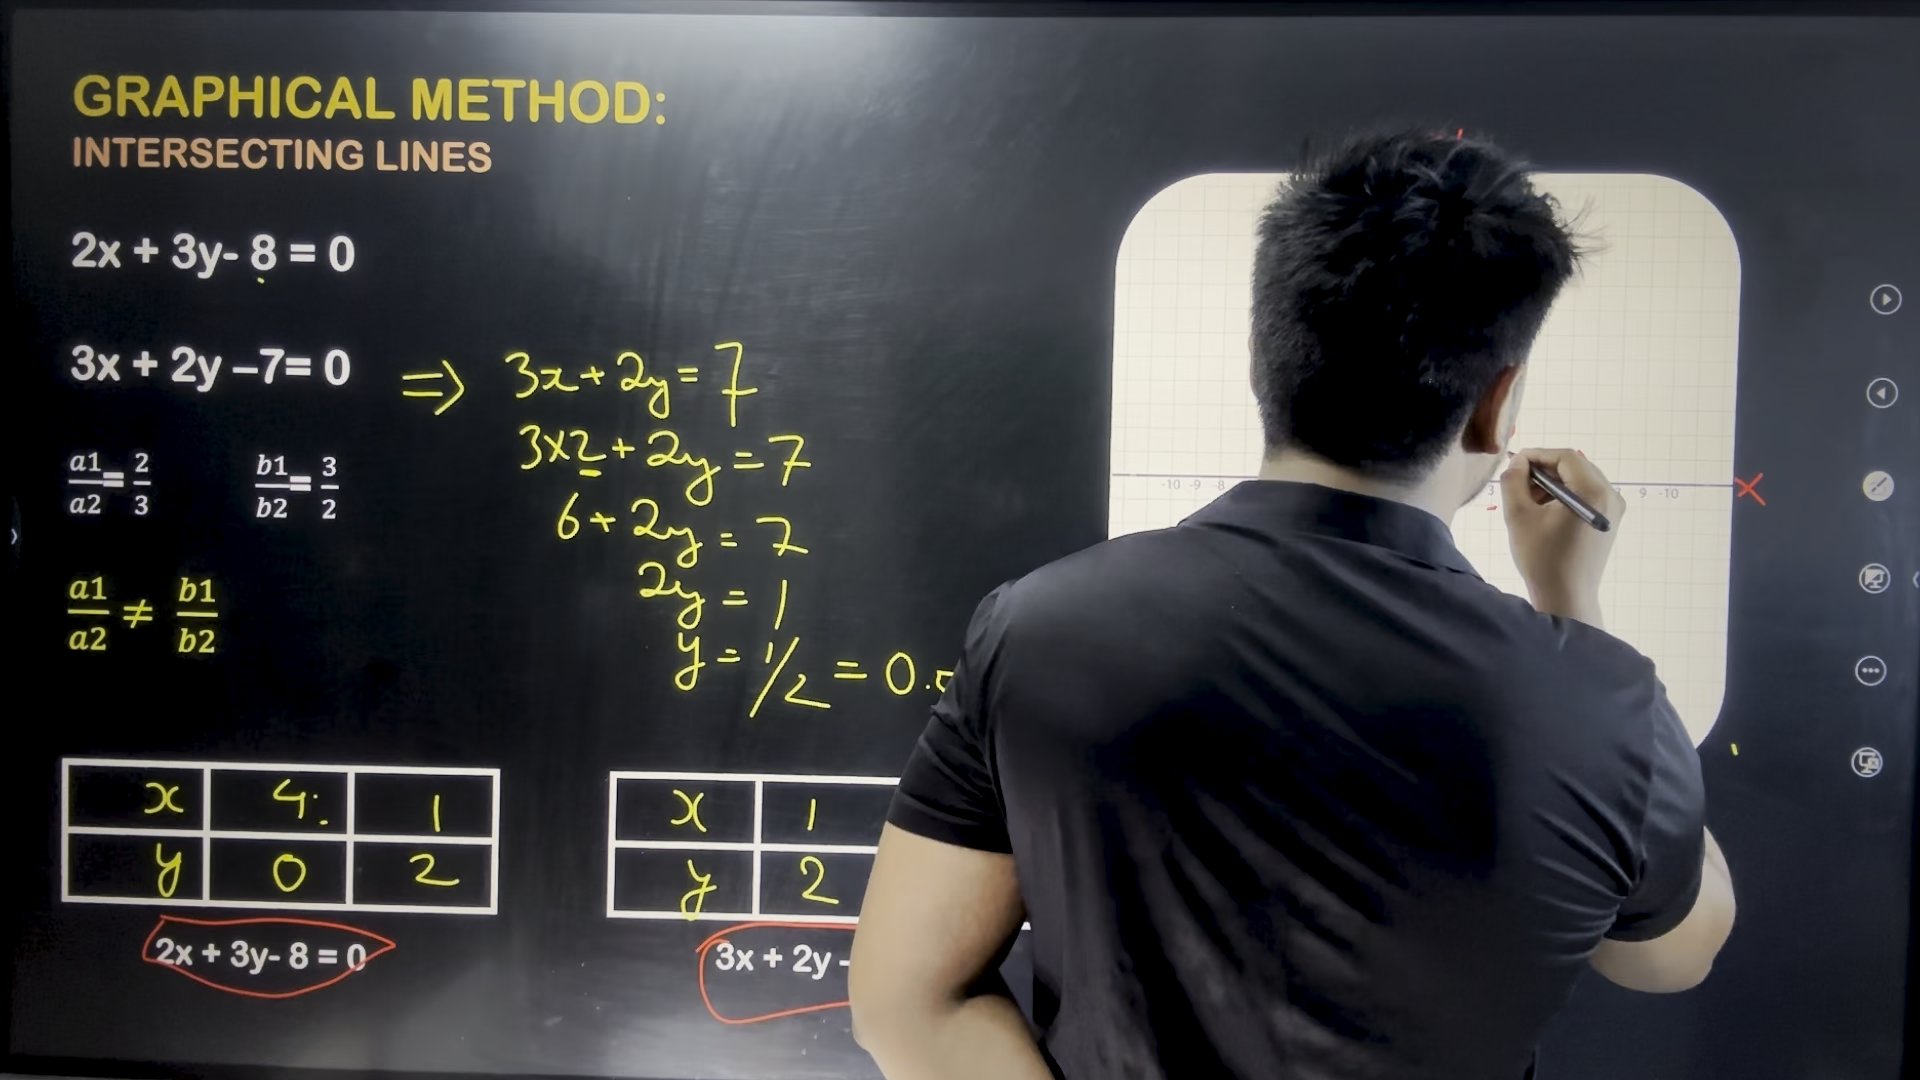 GRAPHICAL METHOD:
INTERSECTING LINES
2x + 3y- 8 = 0
3x + 2y –7= 0
⇒ 3x + 2y = 7
3x2 + 2y = 7
6 + 2y = 7
2y = 1
y = 1/2 = 0.
a1/a2 = 2/3 b1/b2 = 3/2
a1/a2 ≠ b1/b2
x 4 1
y 0 2
2x + 3y- 8 = 0
x 1
y 2
3x + 2y -
-10 -9 -8 3 9 -10
X